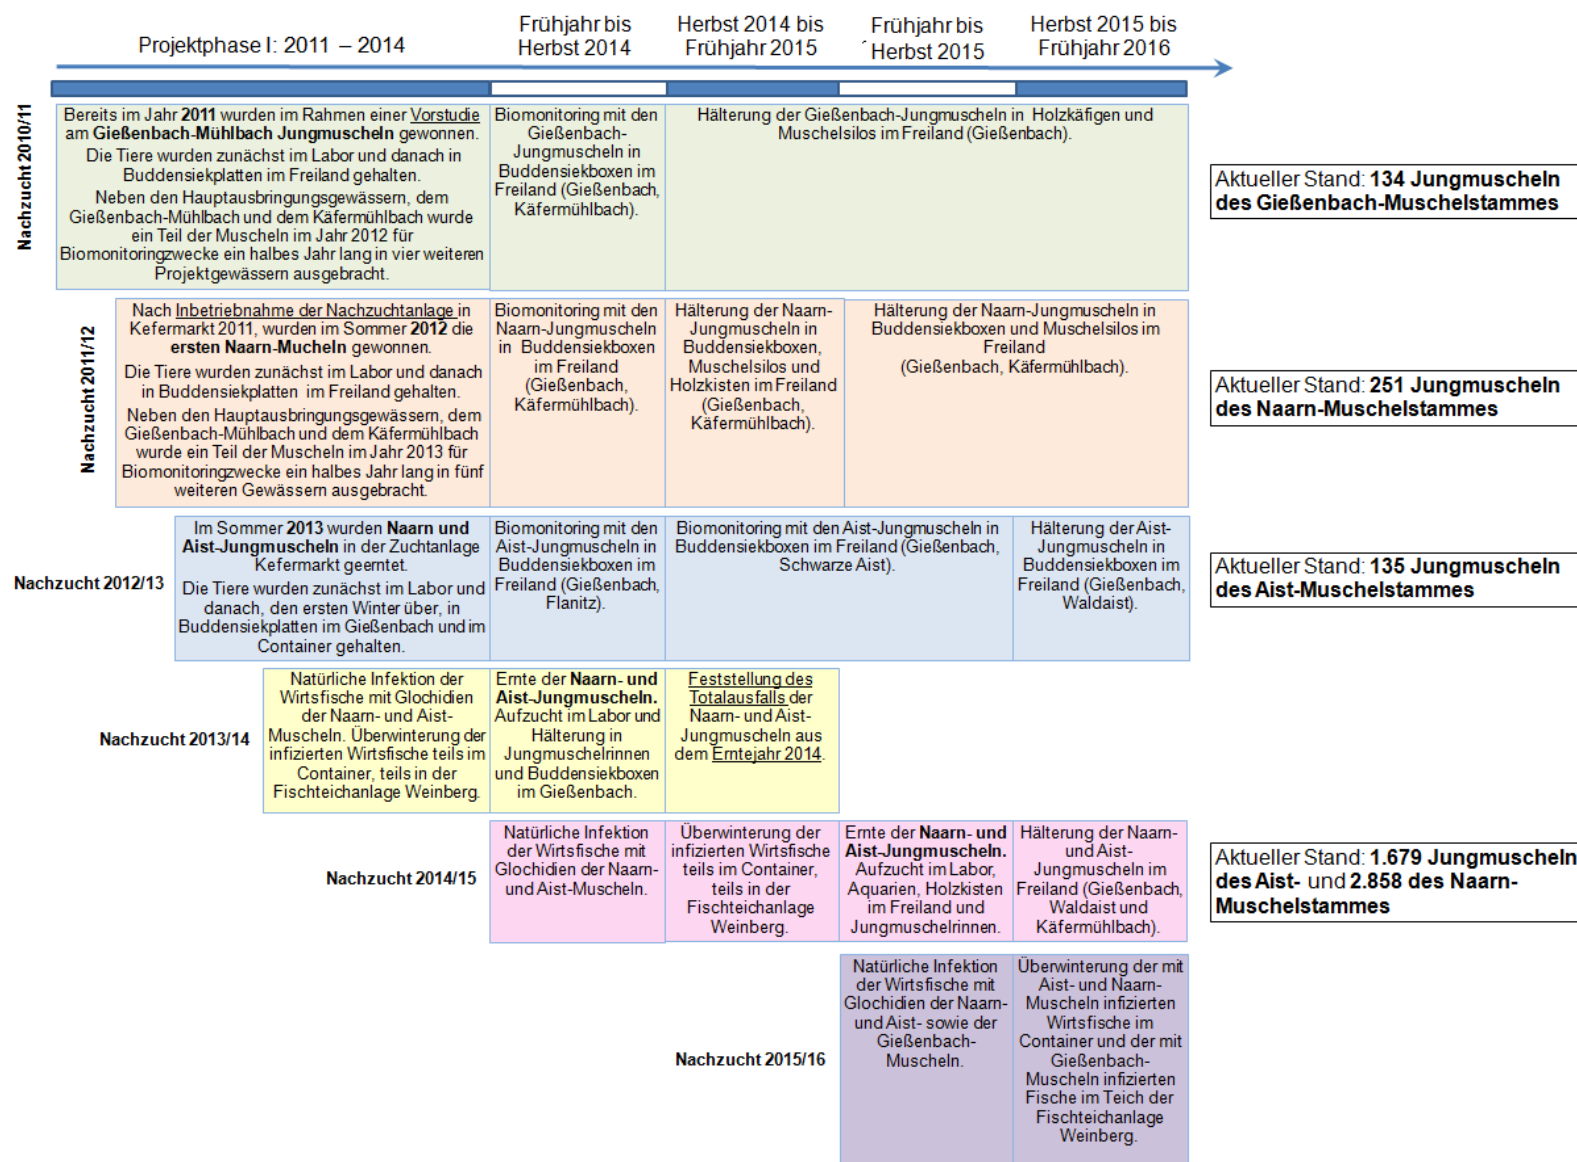 Projektphase I: 2011 – 2014
Frühjahr bis
Herbst 2014
Herbst 2014 bis
Frühjahr 2015
Frühjahr bis
Herbst 2015
Herbst 2015 bis
Frühjahr 2016
Nachzucht 2010/11
Bereits im Jahr 2011 wurden im Rahmen einer Vorstudie
am Gießenbach-Mühlbach Jungmuscheln gewonnen.
Die Tiere wurden zunächst im Labor und danach in
Buddensiekplatten im Freiland gehalten.
Neben den Hauptausbringungsgewässern, dem
Gießenbach-Mühlbach und dem Käfermühlbach wurde
ein Teil der Muscheln im Jahr 2012 für
Biomonitoringzwecke ein halbes Jahr lang in vier weiteren
Projektgewässern ausgebracht.
Biomonitoring mit den
Gießenbach-
Jungmuscheln in
Buddensiekboxen im
Freiland (Gießenbach,
Käfermühlbach).
Hälterung der Gießenbach-Jungmuscheln in Holzkäfigen und
Muschelsilos im Freiland (Gießenbach).
Aktueller Stand: 134 Jungmuscheln
des Gießenbach-Muschelstammes
Nachzucht 2011/12
Nach Inbetriebnahme der Nachzuchtanlage in
Kefermarkt 2011, wurden im Sommer 2012 die
ersten Naarn-Mucheln gewonnen.
Die Tiere wurden zunächst im Labor und danach
in Buddensiekplatten im Freiland gehalten.
Neben den Hauptausbringungsgewässern, dem
Gießenbach-Mühlbach und dem Käfermühlbach
wurde ein Teil der Muscheln im Jahr 2013 für
Biomonitoringzwecke ein halbes Jahr lang in fünf
weiteren Gewässern ausgebracht.
Biomonitoring mit den
Naarn-Jungmuscheln
in Buddensiekboxen
im Freiland
(Gießenbach,
Käfermühlbach).
Hälterung der Naarn-
Jungmuscheln in
Buddensiekboxen,
Muschelsilos und
Holzkisten im Freiland
(Gießenbach,
Käfermühlbach).
Hälterung der Naarn-Jungmuscheln in
Buddensiekboxen und Muschelsilos im
Freiland
(Gießenbach, Käfermühlbach).
Aktueller Stand: 251 Jungmuscheln
des Naarn-Muschelstammes
Nachzucht 2012/13
Im Sommer 2013 wurden Naarn und
Aist-Jungmuscheln in der Zuchtanlage
Kefermarkt geerntet.
Die Tiere wurden zunächst im Labor und
danach, den ersten Winter über, in
Buddensiekplatten im Gießenbach und im
Container gehalten.
Biomonitoring mit den
Aist-Jungmuscheln in
Buddensiekboxen im
Freiland (Gießenbach,
Flanitz).
Biomonitoring mit den Aist-Jungmuscheln in
Buddensiekboxen im Freiland (Gießenbach,
Schwarze Aist).
Hälterung der Aist-
Jungmuscheln in
Buddensiekboxen im
Freiland (Gießenbach,
Waldaist).
Aktueller Stand: 135 Jungmuscheln
des Aist-Muschelstammes
Nachzucht 2013/14
Natürliche Infektion der
Wirtsfische mit Glochidien
der Naarn- und Aist-
Muscheln. Überwinterung der
infizierten Wirtsfische teils im
Container, teils in der
Fischteichanlage Weinberg.
Ernte der Naarn- und
Aist-Jungmuscheln.
Aufzucht im Labor und
Hälterung in
Jungmuschelrinnen
und Buddensiekboxen
im Gießenbach.
Feststellung des
Totalausfalls der
Naarn- und Aist-
Jungmuscheln aus
dem Erntejahr 2014.
Nachzucht 2014/15
Natürliche Infektion
der Wirtsfische mit
Glochidien der Naarn-
und Aist-Muscheln.
Überwinterung der
infizierten Wirtsfische
teils im Container,
teils in der
Fischteichanlage
Weinberg.
Ernte der Naarn- und
Aist-Jungmuscheln.
Aufzucht im Labor,
Aquarien, Holzkisten
im Freiland und
Jungmuschelrinnen.
Hälterung der Naarn-
und Aist-
Jungmuscheln im
Freiland (Gießenbach,
Waldaist und
Käfermühlbach).
Aktueller Stand: 1.679 Jungmuscheln
des Aist- und 2.858 des Naarn-
Muschelstammes
Nachzucht 2015/16
Natürliche Infektion
der Wirtsfische mit
Glochidien der Naarn-
und Aist- sowie der
Gießenbach-
Muscheln.
Überwinterung der mit
Aist- und Naarn-
Muscheln infizierten
Wirtsfische im
Container und der mit
Gießenbach-
Muscheln infizierten
Fische im Teich der
Fischteichanlage
Weinberg.